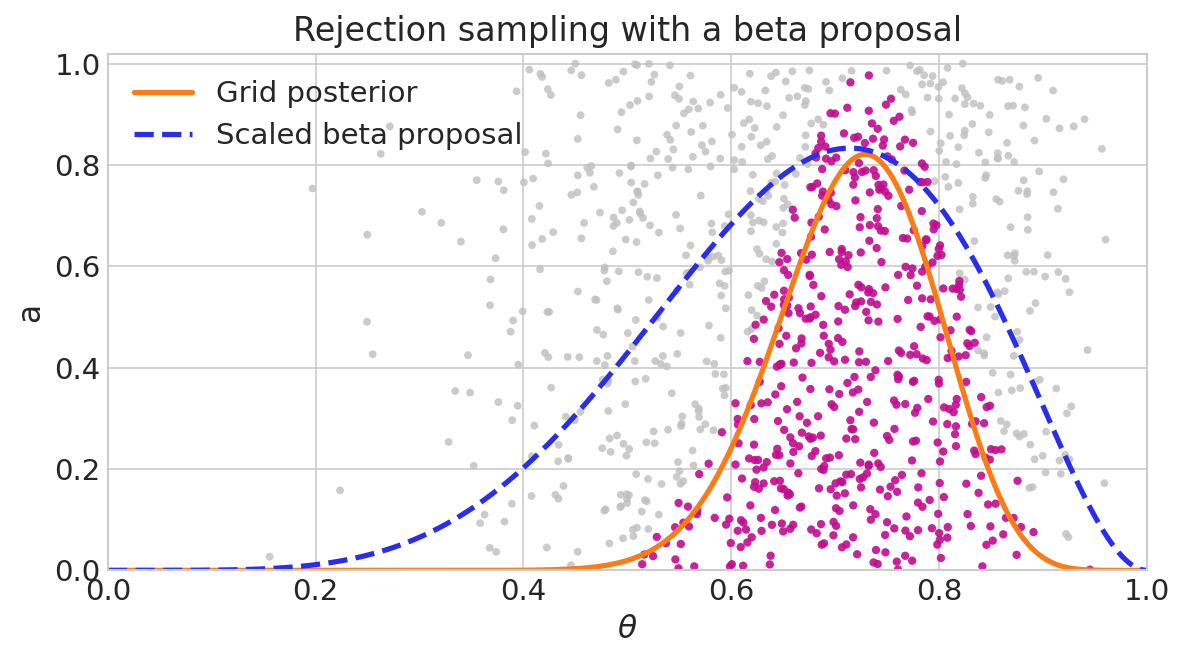 Rejection sampling with a beta proposal
Grid posterior
Scaled beta proposal
a
1.0
0.8
0.6
0.4
0.2
0.0
0.0 0.2 0.4 0.6 0.8 1.0
θ